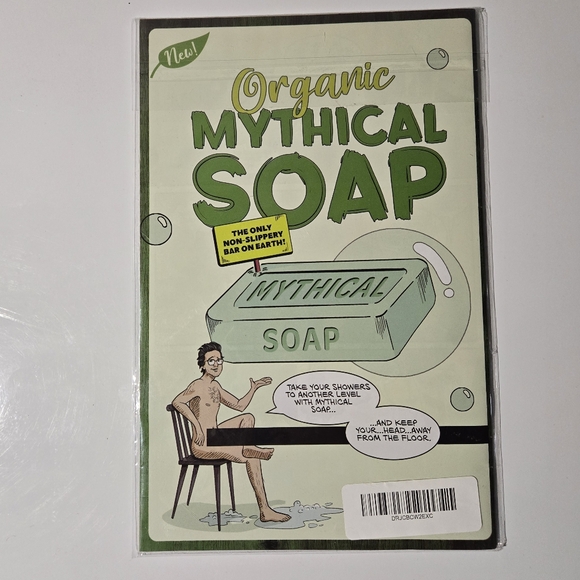 New!
Organic
MYTHICAL
SOAP
THE ONLY
NON-SLIPPERY
BAR ON EARTH!
MYTHICAL
SOAP
TAKE YOUR SHOWERS
TO ANOTHER LEVEL
WITH MYTHICAL
SOAP...
...AND KEEP
YOUR...HEAD...AWAY
FROM THE FLOOR.